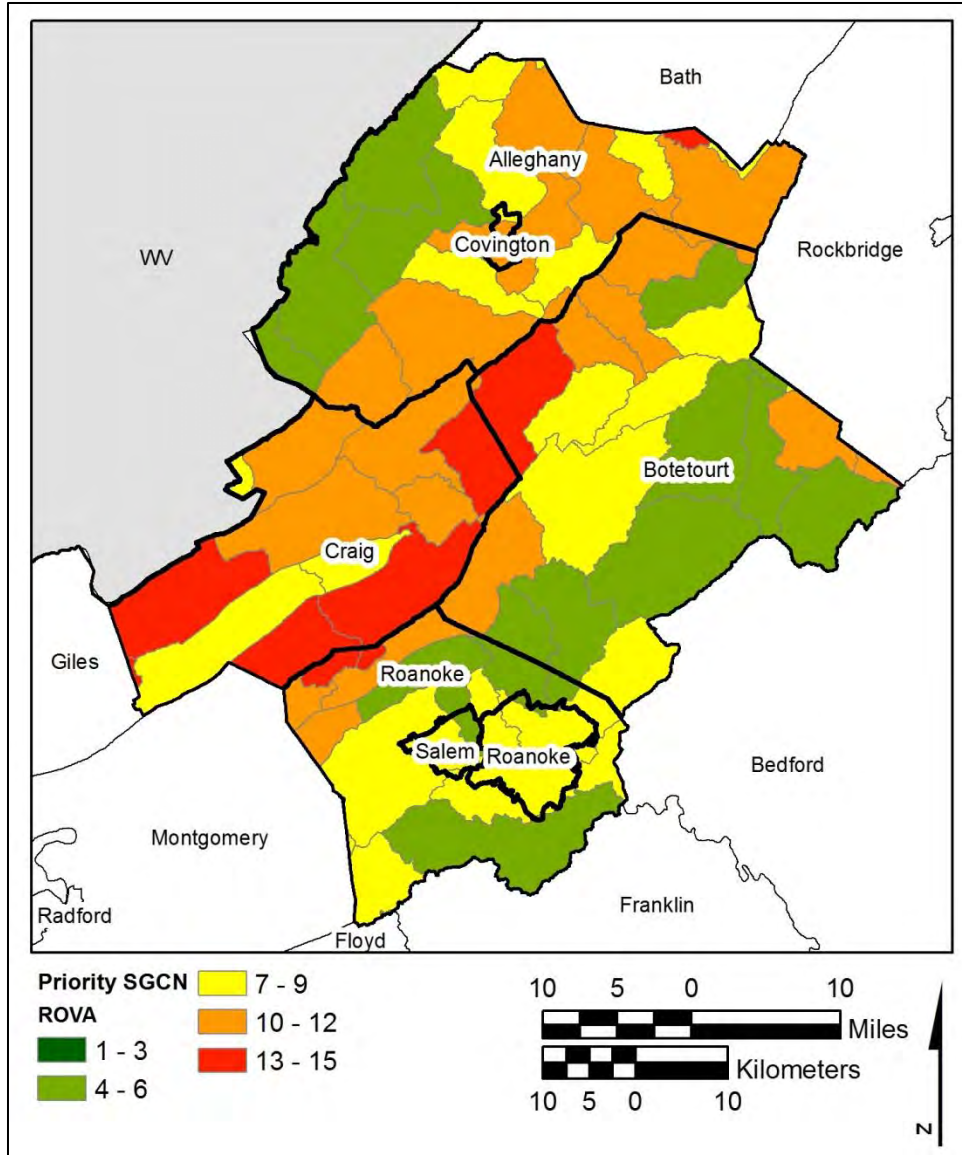 Bath
Alleghany
Rockbridge
Covington
WV
Botetourt
Craig
Giles
Roanoke
Salem
Roanoke
Bedford
Montgomery
Franklin
Radford
Floyd
Priority SGCN
ROVA
1 - 3
4 - 6
7 - 9
10 - 12
13 - 15
10 5 0 10
Miles
Kilometers
10 5 0 10
N